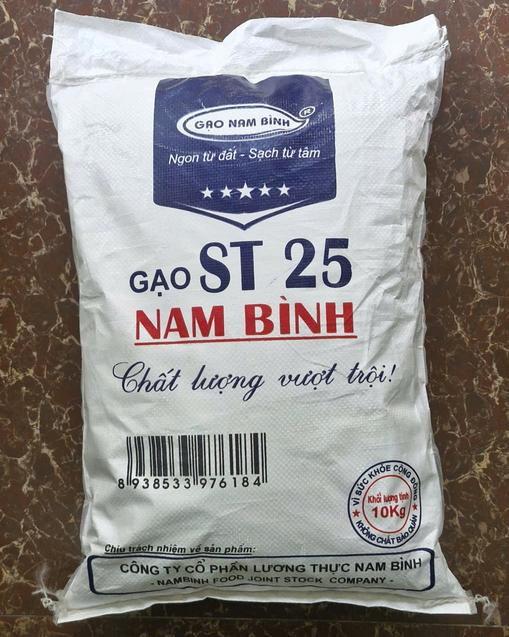 GẠO NAM BÌNH ®
Ngon từ đất - Sạch từ tâm
GẠO ST 25
NAM BÌNH
Chất lượng vượt trội!
8 938533 976184
VÌ SỨC KHỎE CỘNG ĐỒNG
Khối lượng tịnh
10Kg
KHÔNG CHẤT BẢO QUẢN
Chịu trách nhiệm về sản phẩm:
CÔNG TY CỔ PHẦN LƯƠNG THỰC NAM BÌNH
- NAMBINH FOOD JOINT STOCK COMPANY -